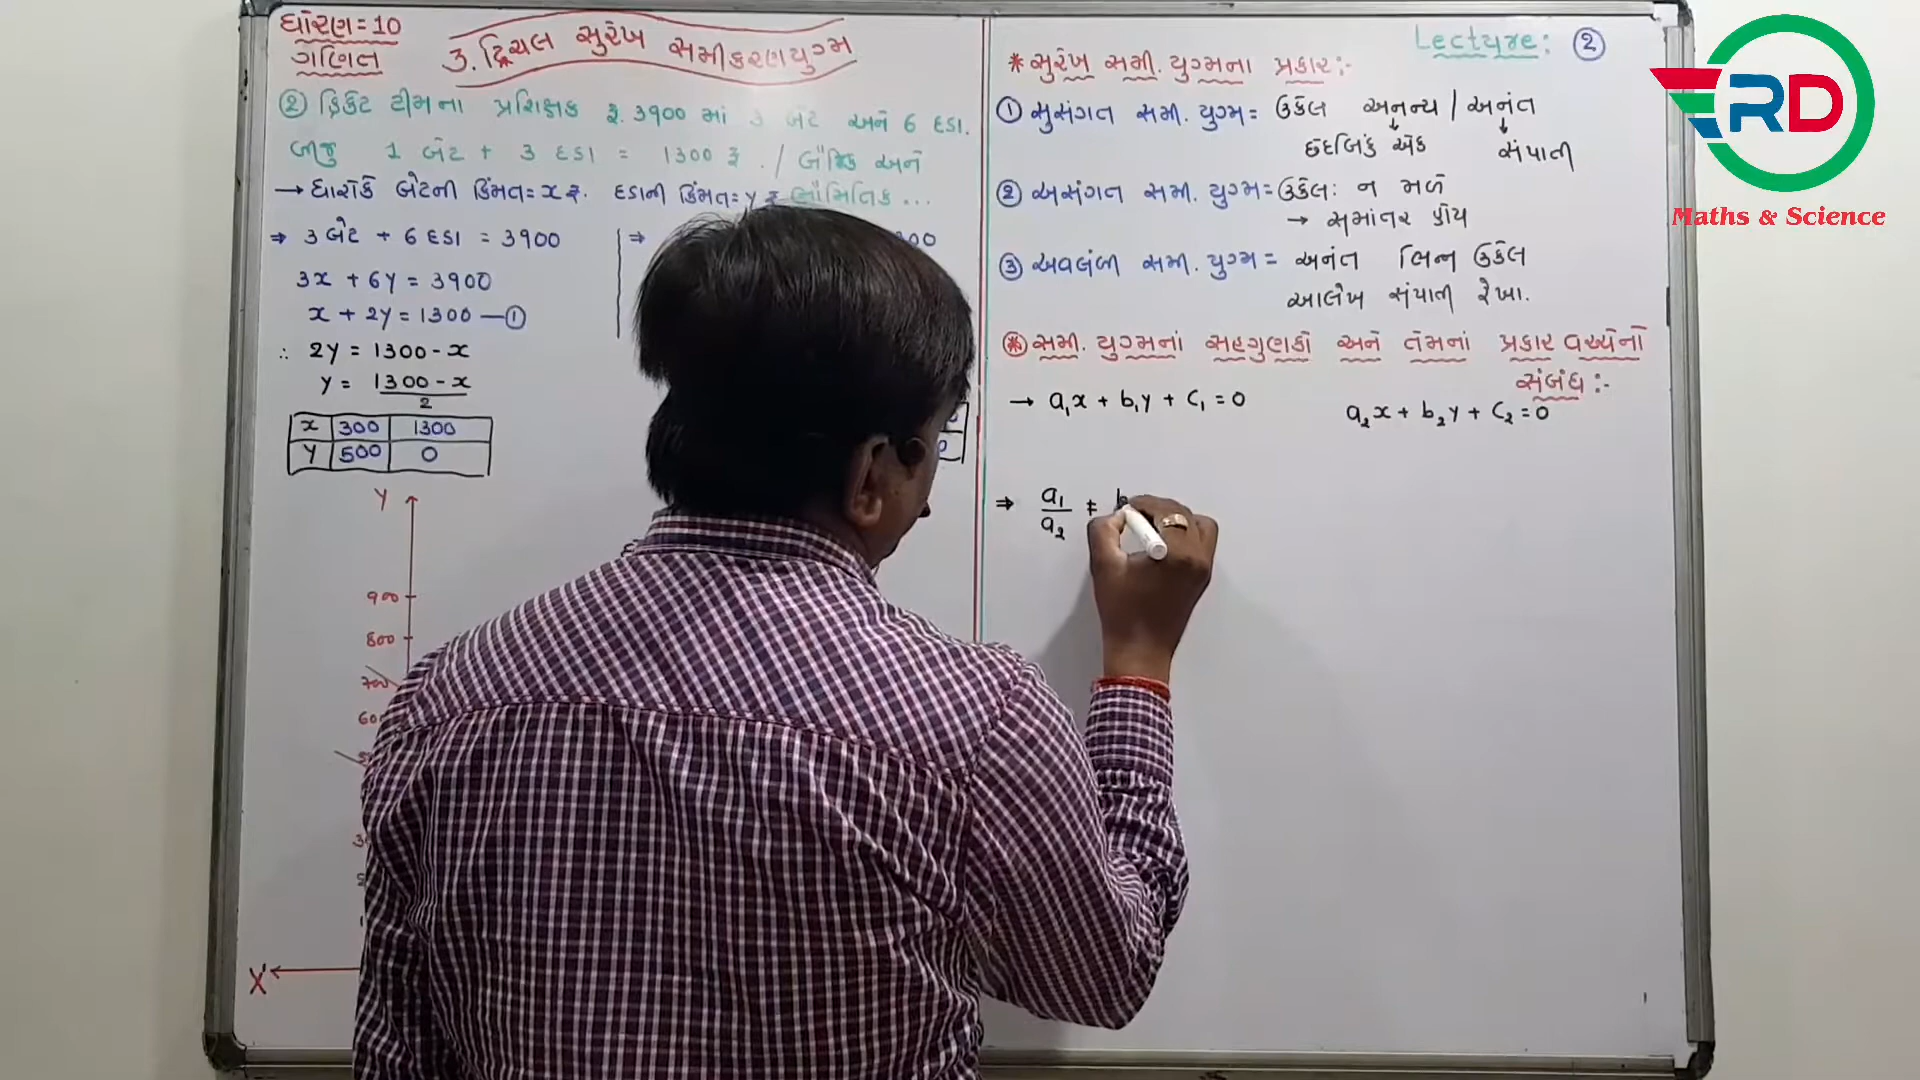 ધોરણ=10
ગણિત
3. દ્વિચલ સુરેખ સમીકરણયુગ્મ
② ક્રિકેટ ટીમના પ્રશિક્ષક રૂ. 3900 માં 3 બેટ અને 6 દડા.
બીજુ 1 બેટ + 3 દડા = 1300 રૂ. / બૈજિક અને
→ ધારોકે બેટની કિંમત= x રૂ. દડાની કિંમત= y રૂ ભૌમિતિક ...
⇒ 3 બેટ + 6 દડા = 3900
3x + 6y = 3900
x + 2y = 1300 —①
∴ 2y = 1300 - x
y = 1300 - x
2
x 300 1300
y 500 0
⇒
Y
900
800
700
X'
Lecture: ②
* સુરેખ સમી. યુગ્મના પ્રકાર :-
① સુસંગત સમી. યુગ્મ = ઉકેલ અનન્ય / અનંત
છેદબિંદુ એક સંપાતી
② અસંગત સમી. યુગ્મ = ઉકેલ: ન મળે
→ સમાંતર હોય
③ અવલંબી સમી. યુગ્મ = અનંત ભિન્ન ઉકેલ
આલેખ સંપાતી રેખા.
* સમી. યુગ્મનાં સહગુણકો અને તેમનાં પ્રકાર વચ્ચેનો
સંબંધ :-
→ a₁x + b₁y + c₁ = 0 a₂x + b₂y + c₂ = 0
⇒ a₁ ≠ b
a₂
RD
Maths & Science